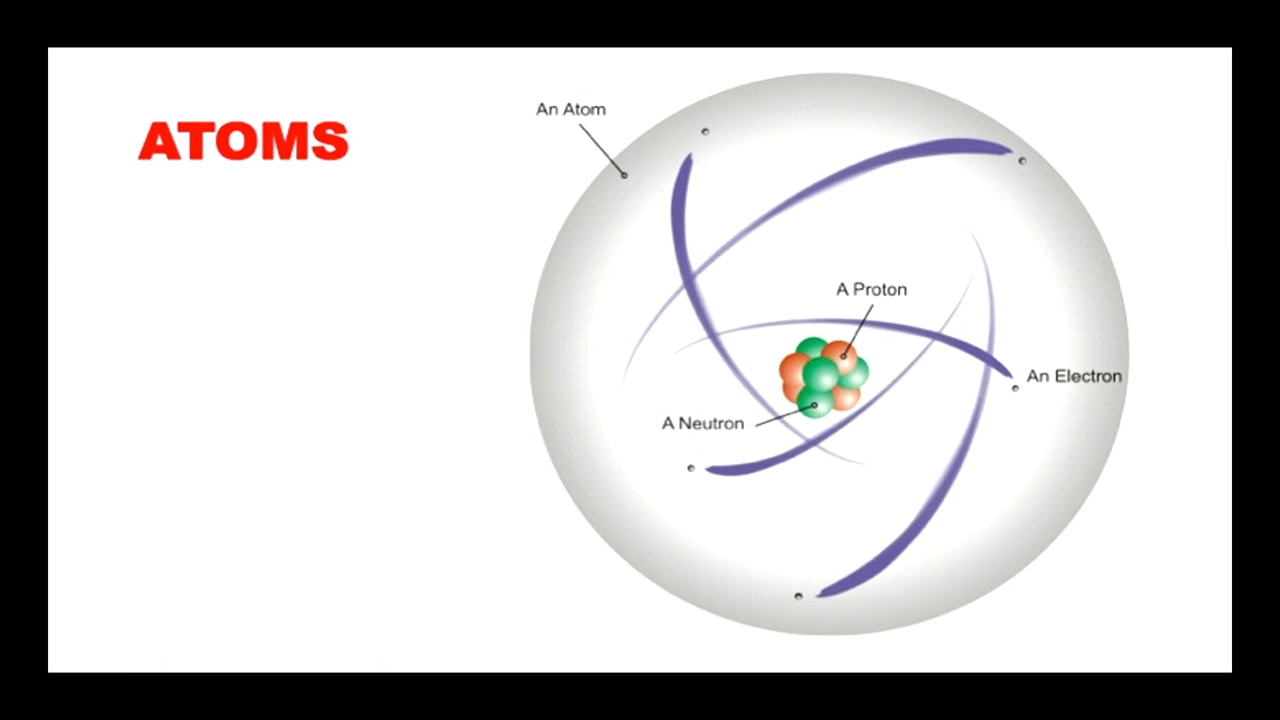 ATOMS
An Atom
A Proton
An Electron
A Neutron